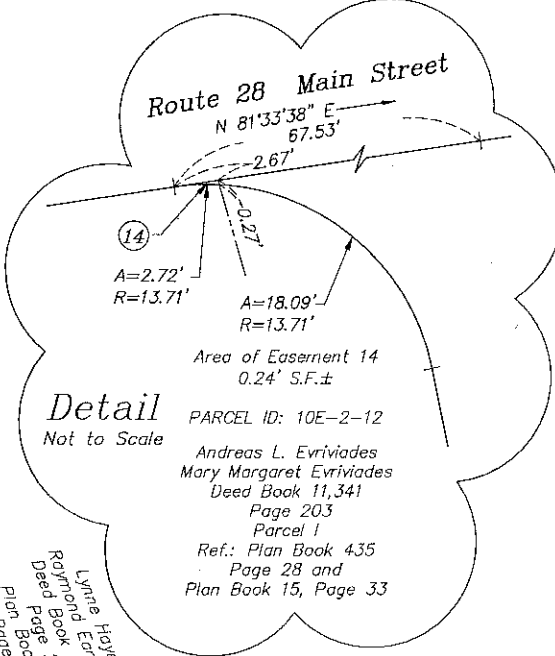 Route 28 Main Street
N 81°33'38" E
67.53'
2.67'
0.27'
14
A=2.72'
R=13.71'
A=18.09'
R=13.71'
Area of Easement 14
0.24' S.F.±
Detail
Not to Scale
PARCEL ID: 10E-2-12
Andreas L. Evriviades
Mary Margaret Evriviades
Deed Book 11,341
Page 203
Parcel I
Ref.: Plan Book 435
Page 28 and
Plan Book 15, Page 33
Lynne
Raymond
Deed Book
Page
Plan
Page